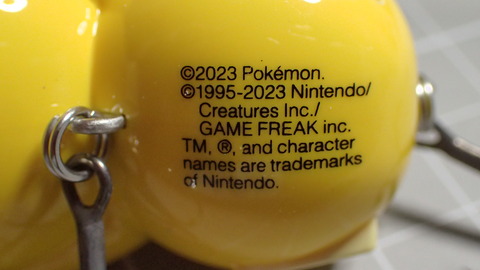 ©2023 Pokémon.
©1995-2023 Nintendo/
Creatures Inc./
GAME FREAK inc.
TM, ®, and character
names are trademarks
of Nintendo.